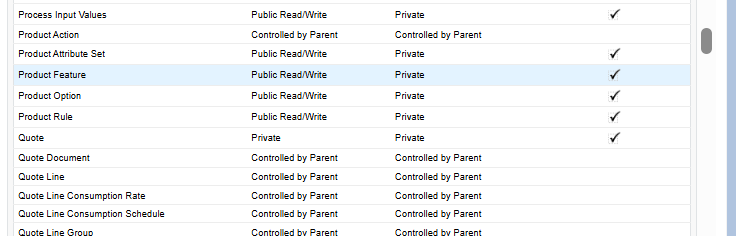 Process Input Values Public Read/Write Private
Product Action Controlled by Parent Controlled by Parent
Product Attribute Set Public Read/Write Private
Product Feature Public Read/Write Private
Product Option Public Read/Write Private
Product Rule Public Read/Write Private
Quote Private Private
Quote Document Controlled by Parent Controlled by Parent
Quote Line Controlled by Parent Controlled by Parent
Quote Line Consumption Rate Controlled by Parent Controlled by Parent
Quote Line Consumption Schedule Controlled by Parent Controlled by Parent
Quote Line Group Controlled by Parent Controlled by Parent